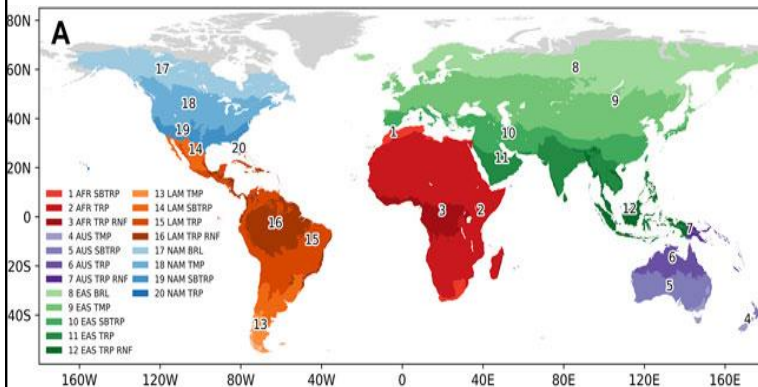 A
80N
60N
40N
20N
0
20S
40S
17
18
19
14
20
16
15
13
1
2
3
8
9
10
11
12
7
6
5
4
1 AFR SBTRP
2 AFR TRP
3 AFR TRP RNF
4 AUS TMP
5 AUS SBTRP
6 AUS TRP
7 AUS TRP RNF
8 EAS BRL
9 EAS TMP
10 EAS SBTRP
11 EAS TRP
12 EAS TRP RNF
13 LAM TMP
14 LAM SBTRP
15 LAM TRP
16 LAM TRP RNF
17 NAM BRL
18 NAM TMP
19 NAM SBTRP
20 NAM TRP
160W 120W 80W 40W 0 40E 80E 120E 160E